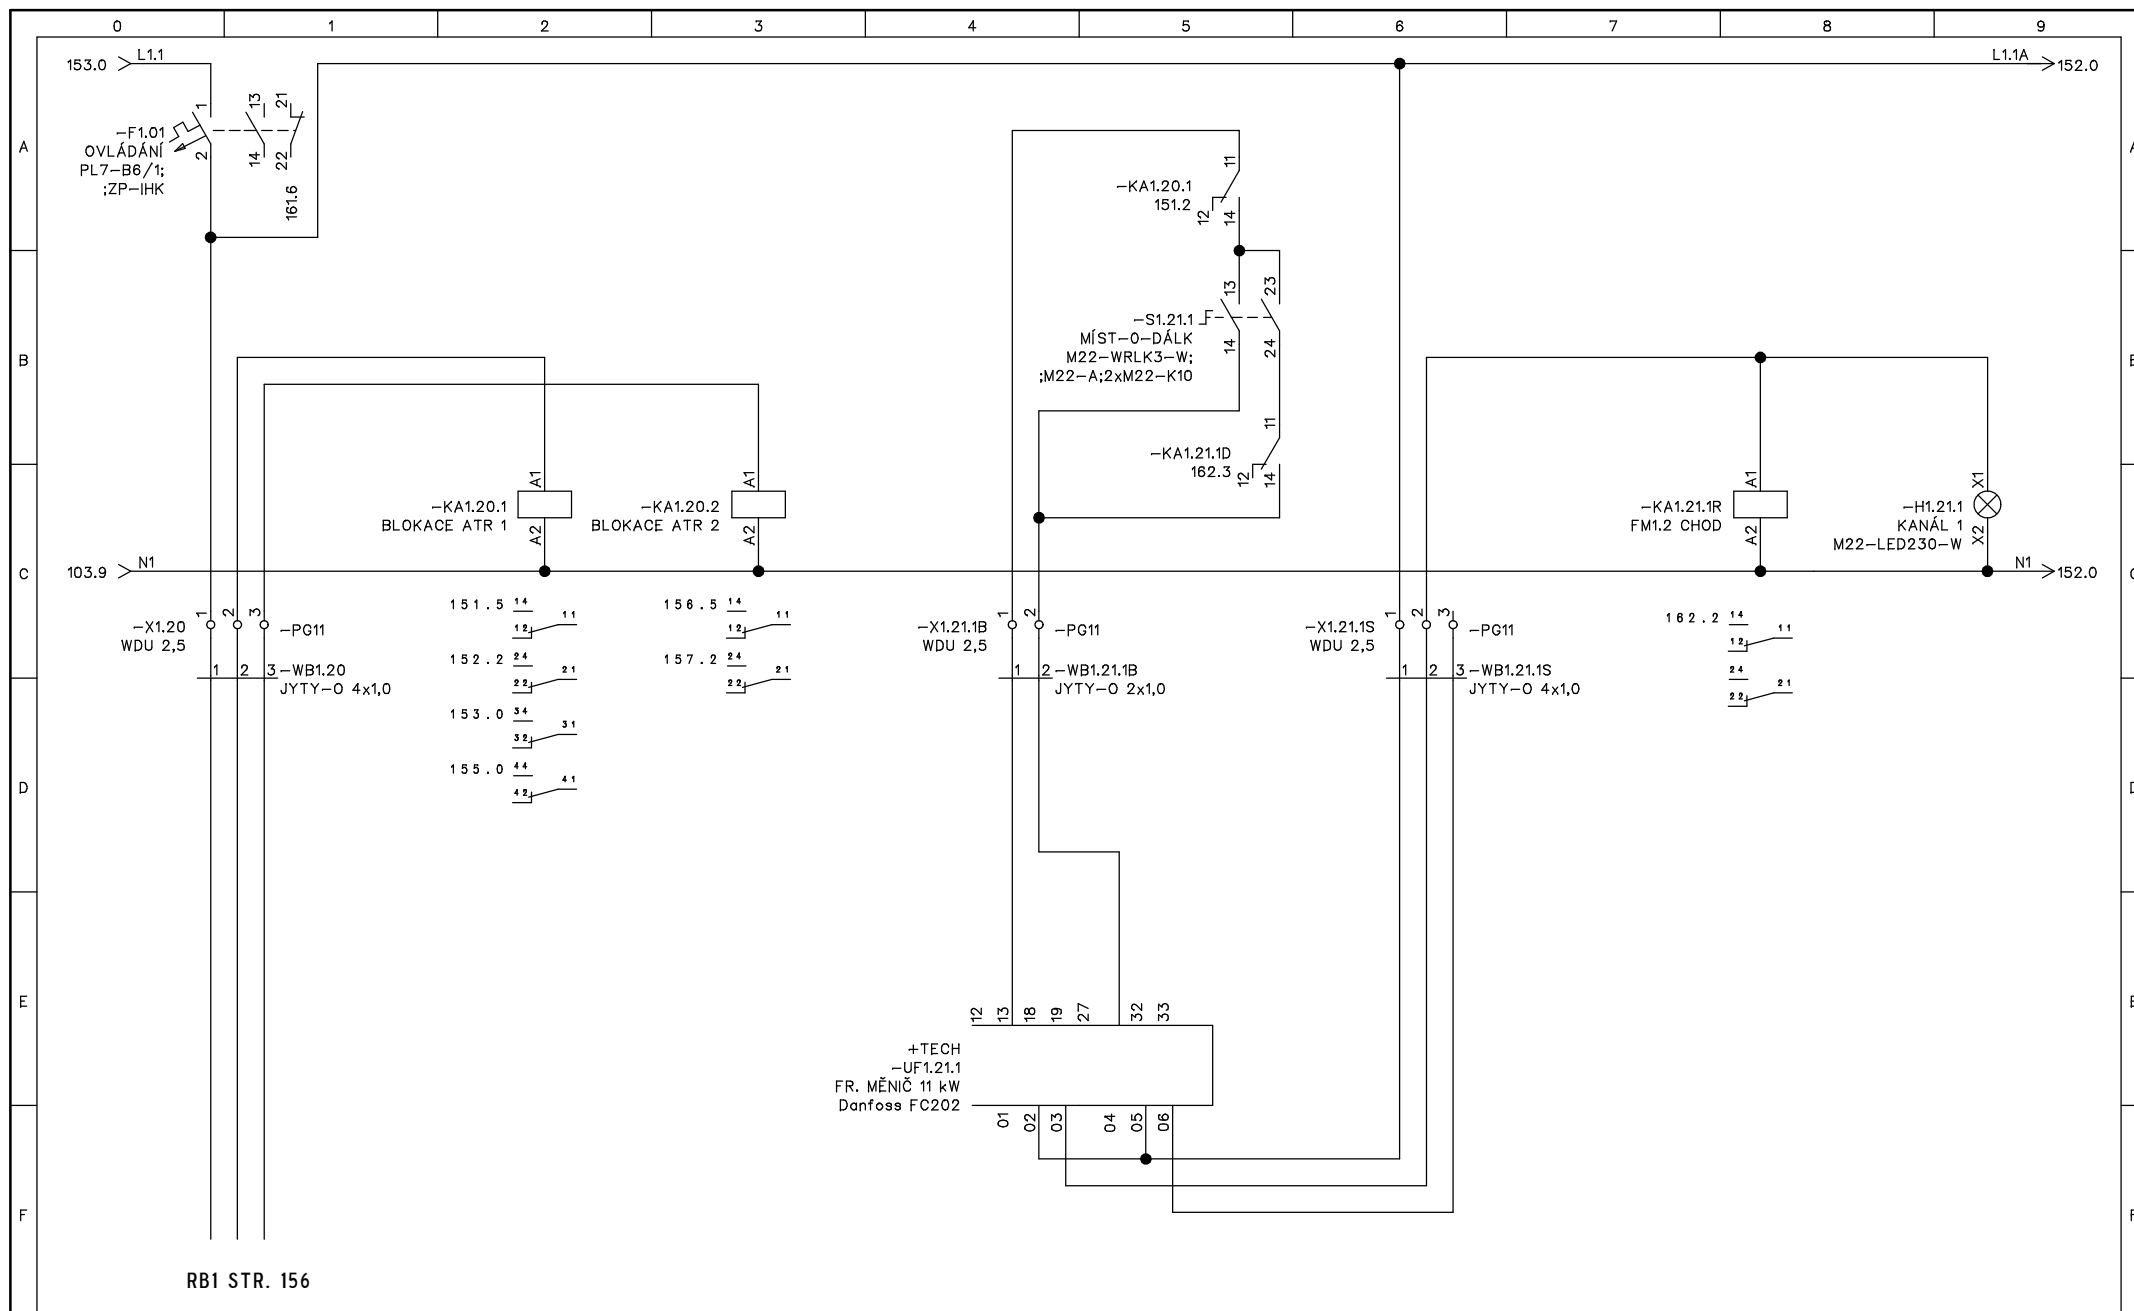 0 1 2 3 4 5 6 7 8 9
153.0 L1.1 L1.1A 152.0
A
-F1.01
OVLÁDÁNÍ
PL7-B6/1;
;ZP-IHK
1 2
13 14
21 22
161.6
-KA1.20.1
151.2
11 12 14
B
-S1.21.1
MÍST-0-DÁLK
M22-WRLK3-W;
;M22-A;2xM22-K10
13 14
23 24
-KA1.21.1D
162.3
11 12 14
-KA1.20.1
BLOKACE ATR 1
A1 A2
-KA1.20.2
BLOKACE ATR 2
A1 A2
-KA1.21.1R
FM1.2 CHOD
A1 A2
-H1.21.1
KANÁL 1
M22-LED230-W
X1 X2
C
103.9 N1 N1 152.0
-X1.20
WDU 2,5
1 2 3
-PG11
1 2 3
-WB1.20
JYTY-O 4x1,0
151.5 14
12 11
152.2 24
22 21
153.0 34
32 31
155.0 44
42 41
156.5 14
12 11
157.2 24
22 21
-X1.21.1B
WDU 2,5
1 2
-PG11
1 2
-WB1.21.1B
JYTY-O 2x1,0
-X1.21.1S
WDU 2,5
1 2 3
-PG11
1 2 3
-WB1.21.1S
JYTY-O 4x1,0
162.2 14
12 11
24
22 21
D
E
12 13 18 19 27 32 33
+TECH
-UF1.21.1
FR. MĚNIČ 11 kW
Danfoss FC202
01 02 03 04 05 06
F
RB1 STR. 156